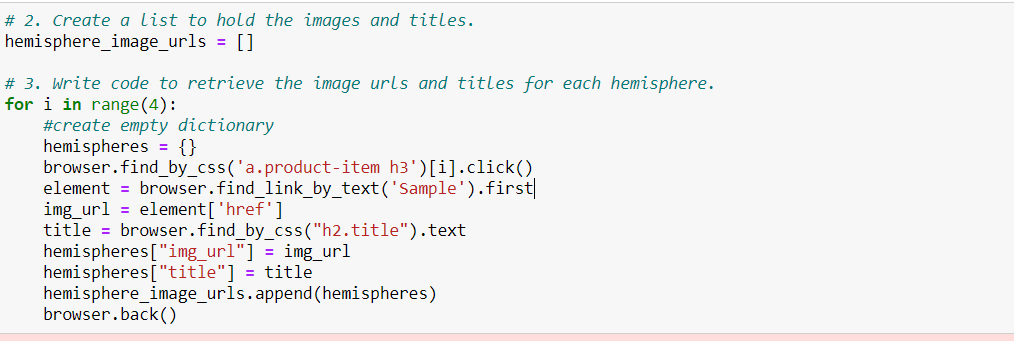 # 2. Create a list to hold the images and titles.
hemisphere_image_urls = []
# 3. Write code to retrieve the image urls and titles for each hemisphere.
for i in range(4):
    #create empty dictionary
    hemispheres = {}
    browser.find_by_css('a.product-item h3')[i].click()
    element = browser.find_link_by_text('Sample').first
    img_url = element['href']
    title = browser.find_by_css("h2.title").text
    hemispheres["img_url"] = img_url
    hemispheres["title"] = title
    hemisphere_image_urls.append(hemispheres)
    browser.back()